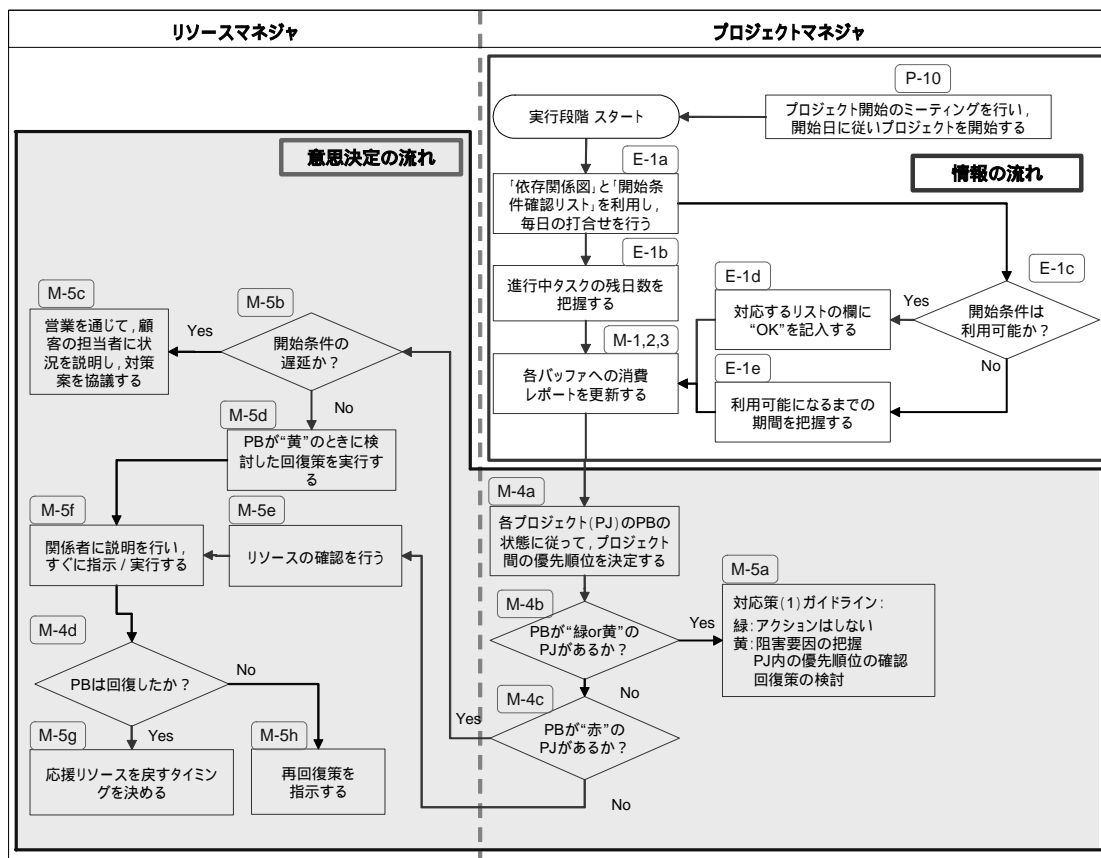 リソースマネジャ
プロジェクトマネジャ
P-10
プロジェクト開始のミーティングを行い,
開始日に従いプロジェクトを開始する
実行段階 スタート
意思決定の流れ
情報の流れ
E-1a
「依存関係図」と「開始条
件確認リスト」を利用し,
毎日の打合せを行う
E-1b
進行中タスクの残日数を
把握する
E-1c
開始条件は
利用可能か？
Yes
No
E-1d
対応するリストの欄に
“OK”を記入する
E-1e
利用可能になるまでの
期間を把握する
M-1,2,3
各バッファへの消費
レポートを更新する
M-5c
営業を通じて,顧
客の担当者に状
況を説明し,対策
案を協議する
Yes
M-5b
開始条件の
遅延か？
No
M-5d
PBが“黄”のときに検
討した回復策を実行す
る
M-5f
関係者に説明を行い,
すぐに指示/実行する
M-5e
リソースの確認を行う
M-4a
各プロジェクト(PJ)のPBの
状態に従って,プロジェクト
間の優先順位を決定する
M-4b
PBが“緑or黄”の
PJがあるか？
Yes
No
M-5a
対応策(1)ガイドライン:
緑:アクションはしない
黄:阻害要因の把握
PJ内の優先順位の確認
回復策の検討
M-4c
PBが“赤”の
PJがあるか？
Yes
No
M-4d
PBは回復したか？
No
Yes
M-5g
応援リソースを戻すタイミン
グを決める
M-5h
再回復策を
指示する